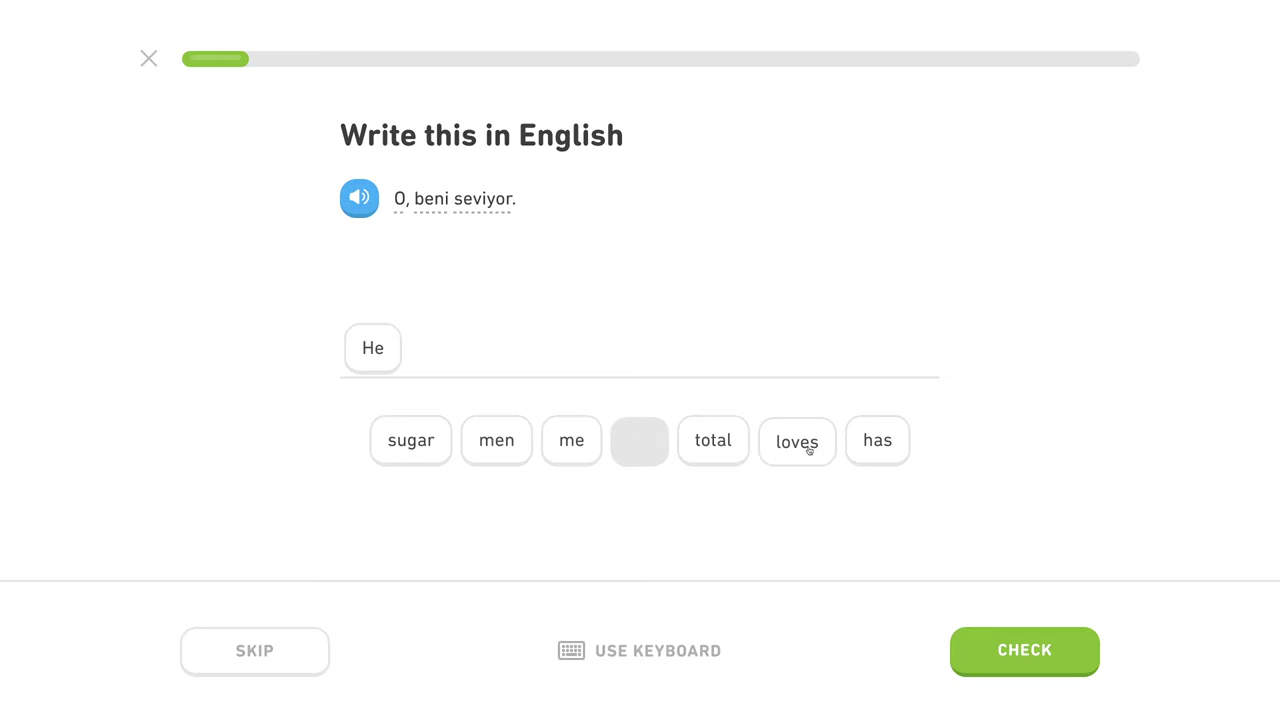 Write this in English
O, beni seviyor.
He
sugar men me total loves has
SKIP USE KEYBOARD CHECK